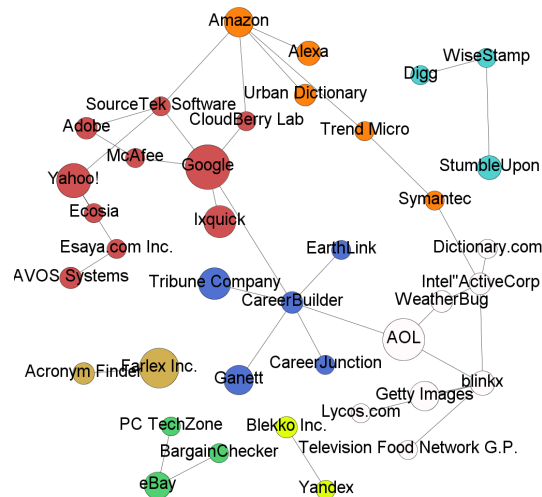 Amazon
Alexa
WiseStamp
Digg
Urban Dictionary
SourceTek Software
CloudBerry Lab
Adobe
Trend Micro
McAfee
Google
Yahoo!
StumbleUpon
Symantec
Ecosia
Ixquick
Esaya.com Inc.
EarthLink
Dictionary.com
AVOS Systems
Tribune Company
Intel"ActiveCorp
CareerBuilder
WeatherBug
AOL
Acronym Finder
Farlex Inc.
Ganett
CareerJunction
blinkx
Getty Images
Lycos.com
PC TechZone
Blekko Inc.
BargainChecker
Television Food Network G.P.
eBay
Yandex